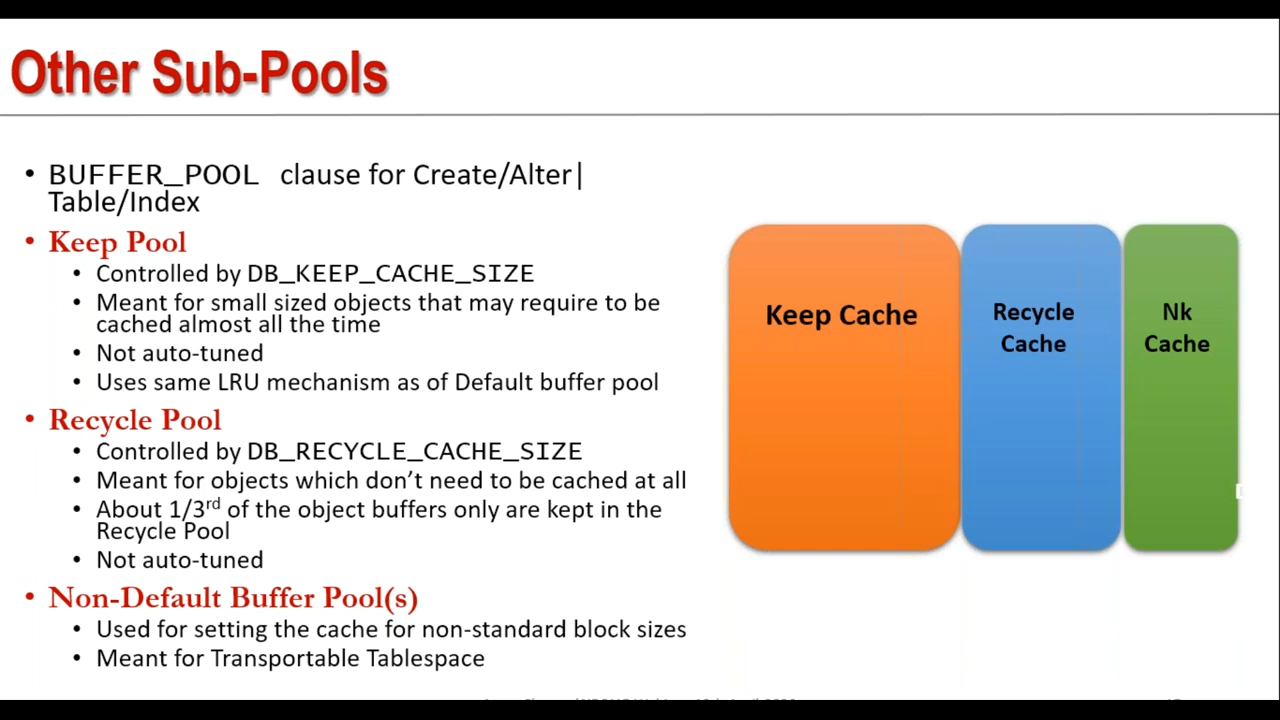 Other Sub-Pools
• BUFFER_POOL clause for Create/Alter|
Table/Index
• Keep Pool
• Controlled by DB_KEEP_CACHE_SIZE
• Meant for small sized objects that may require to be
cached almost all the time
• Not auto-tuned
• Uses same LRU mechanism as of Default buffer pool
• Recycle Pool
• Controlled by DB_RECYCLE_CACHE_SIZE
• Meant for objects which don’t need to be cached at all
• About 1/3rd of the object buffers only are kept in the
Recycle Pool
• Not auto-tuned
• Non-Default Buffer Pool(s)
• Used for setting the cache for non-standard block sizes
• Meant for Transportable Tablespace
Keep Cache
Recycle
Cache
Nk
Cache